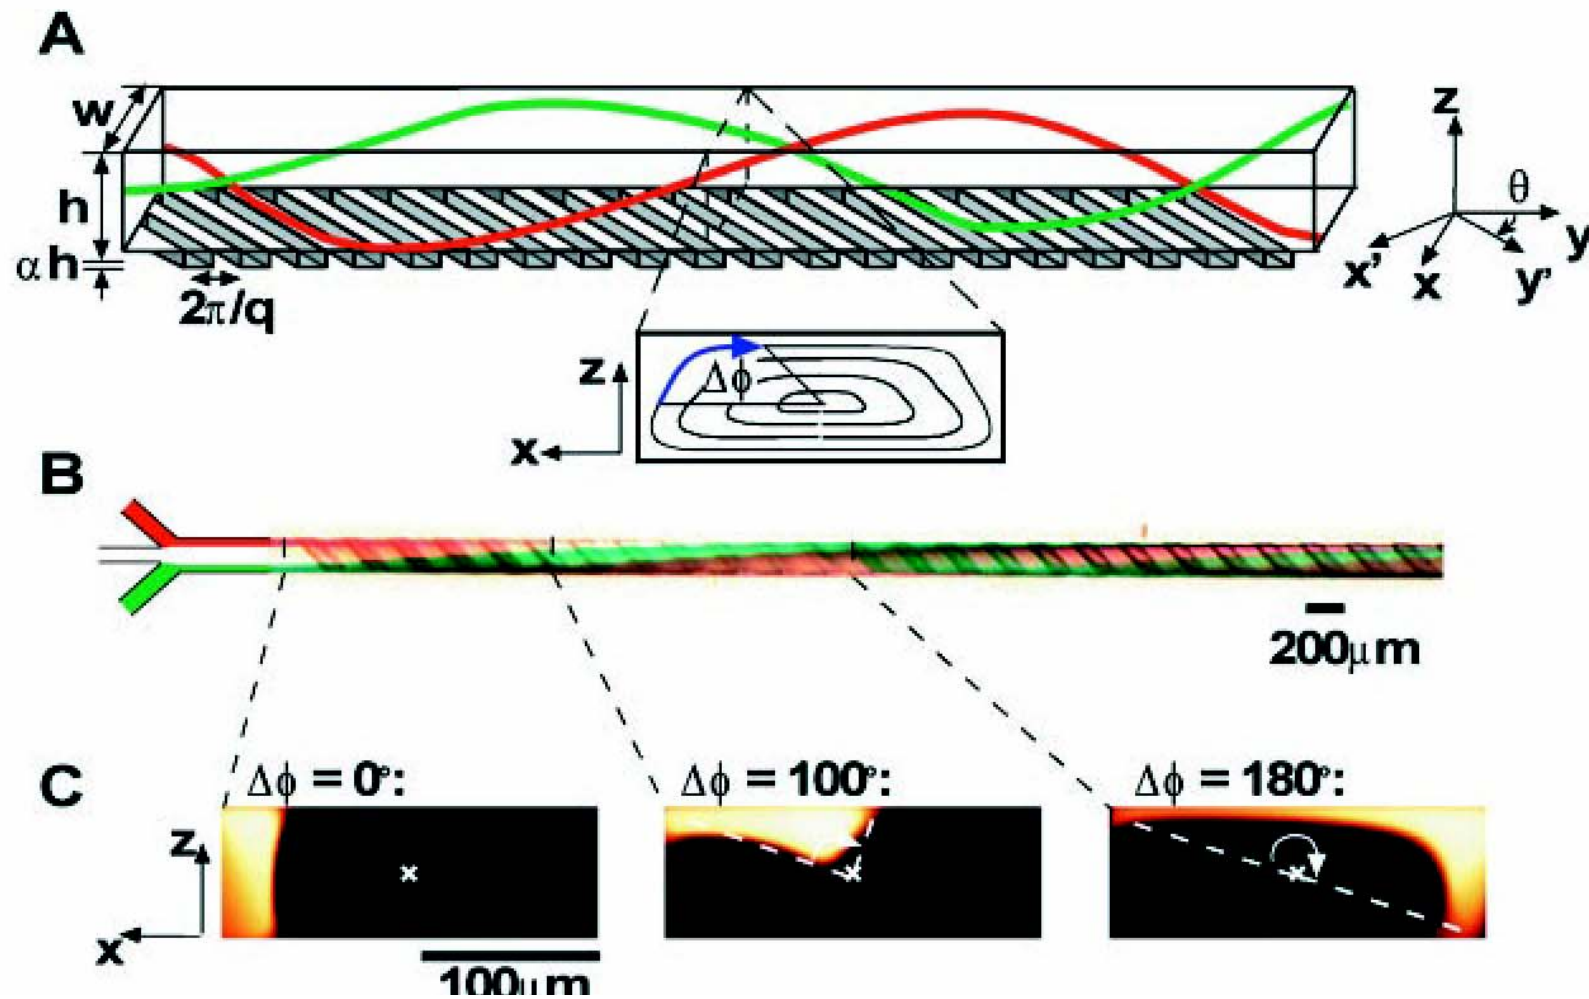 A
w
h
αh
2π/q
z
θ
y
x'
x
y'
Δϕ
z
x
B
200μm
C
Δϕ = 0°:
Δϕ = 100°:
Δϕ = 180°:
z
x
100μm